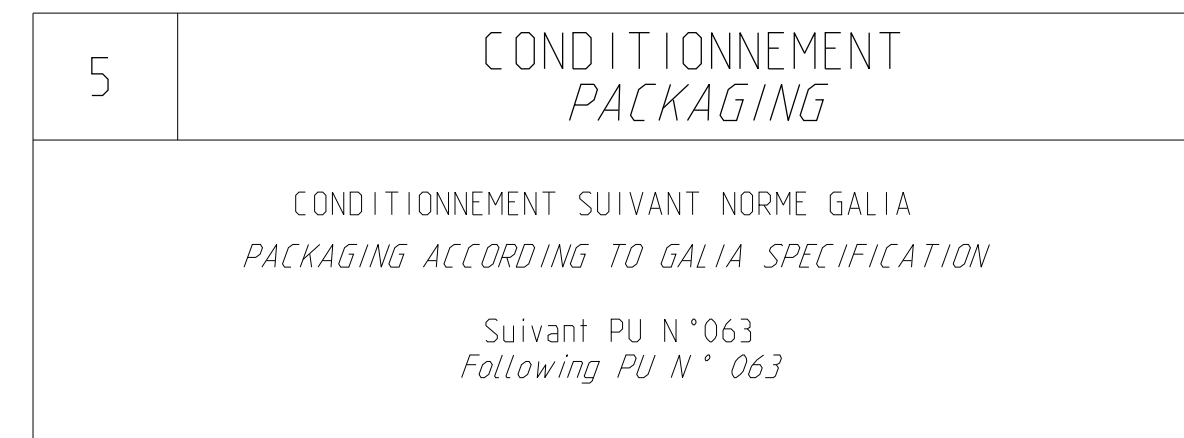 5
CONDITIONNEMENT
PACKAGING
CONDITIONNEMENT SUIVANT NORME GALIA
PACKAGING ACCORDING TO GALIA SPECIFICATION
Suivant PU N°063
Following PU N° 063